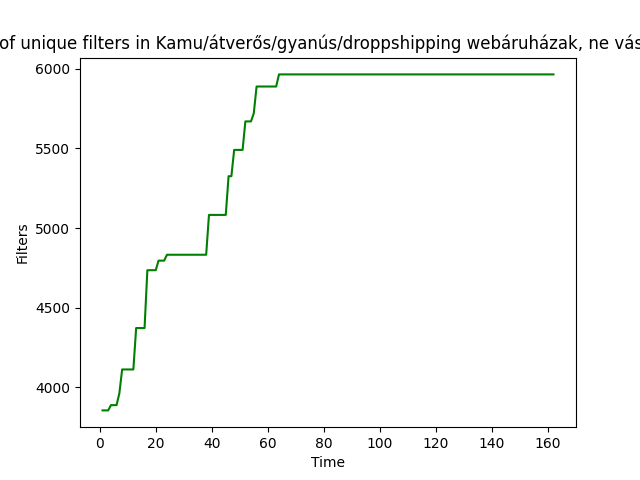 of unique filters in Kamu/átverős/gyanús/droppshipping webáruházak, ne vás
6000
5500
5000
4500
4000
Filters
0 20 40 60 80 100 120 140 160
Time